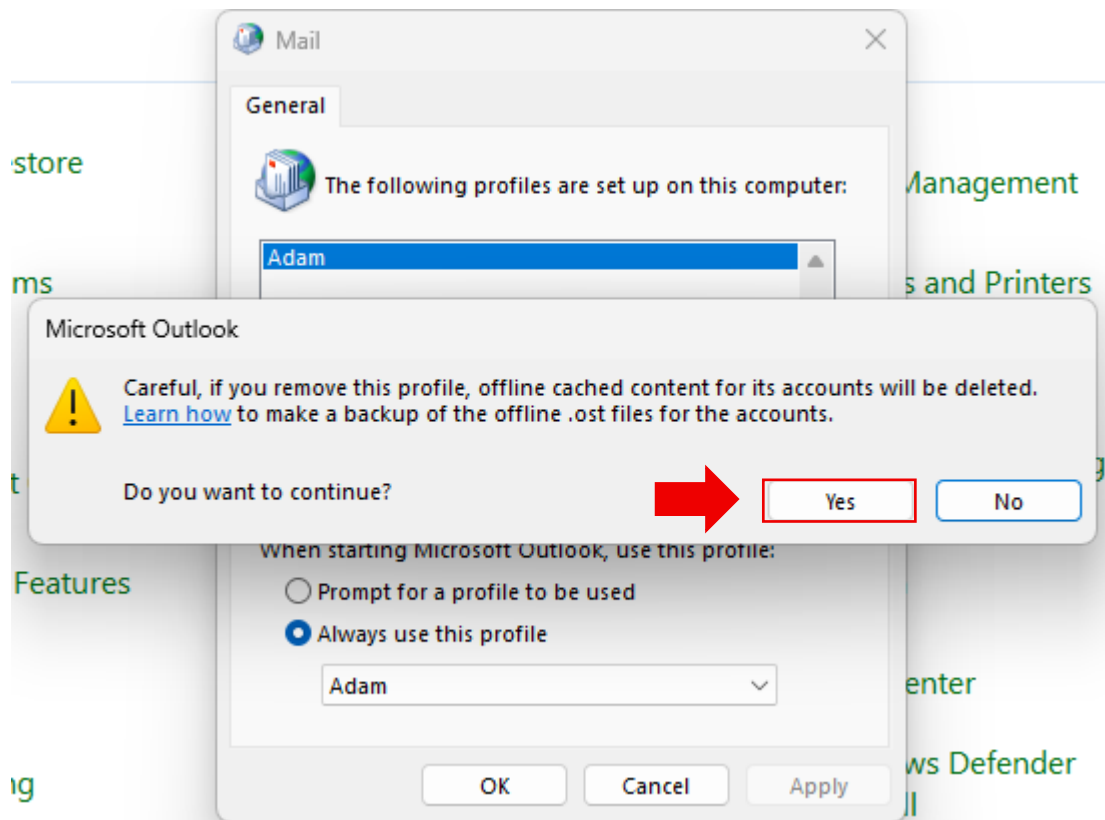 Mail
General
The following profiles are set up on this computer:
Adam
Microsoft Outlook
Careful, if you remove this profile, offline cached content for its accounts will be deleted.
Learn how to make a backup of the offline .ost files for the accounts.
Do you want to continue?
Yes
No
When starting Microsoft Outlook, use this profile:
Prompt for a profile to be used
Always use this profile
Adam
OK
Cancel
Apply
store
ms
t
Features
ng
Management
s and Printers
g
enter
ws Defender
ll